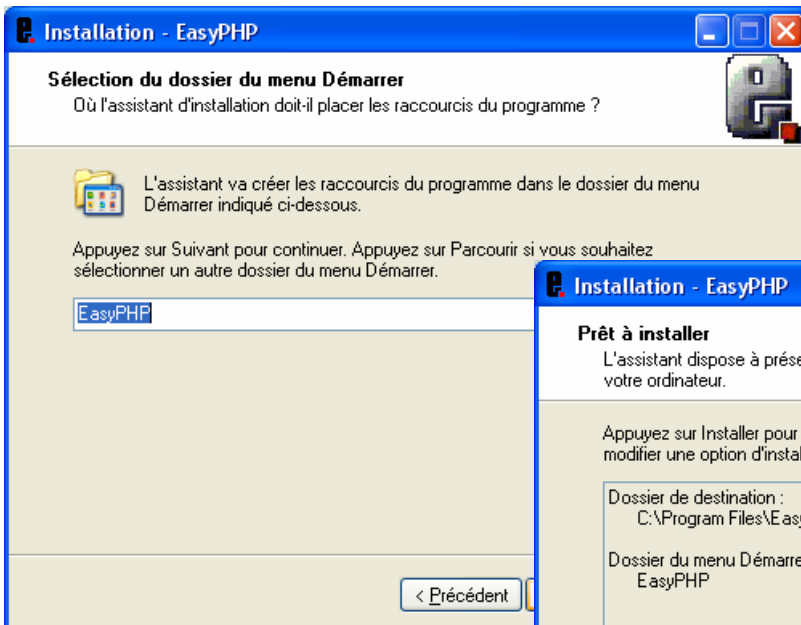 Installation - EasyPHP
Sélection du dossier du menu Démarrer
Où l'assistant d'installation doit-il placer les raccourcis du programme ?
L'assistant va créer les raccourcis du programme dans le dossier du menu
Démarrer indiqué ci-dessous.
Appuyez sur Suivant pour continuer. Appuyez sur Parcourir si vous souhaitez
sélectionner un autre dossier du menu Démarrer.
EasyPHP
< Précédent
Installation - EasyPHP
Prêt à installer
L'assistant dispose à
votre ordinateur.
Appuyez sur Installer pour
modifier une option
Dossier de destination :
C:\Program Files\
Dossier du menu
EasyPHP